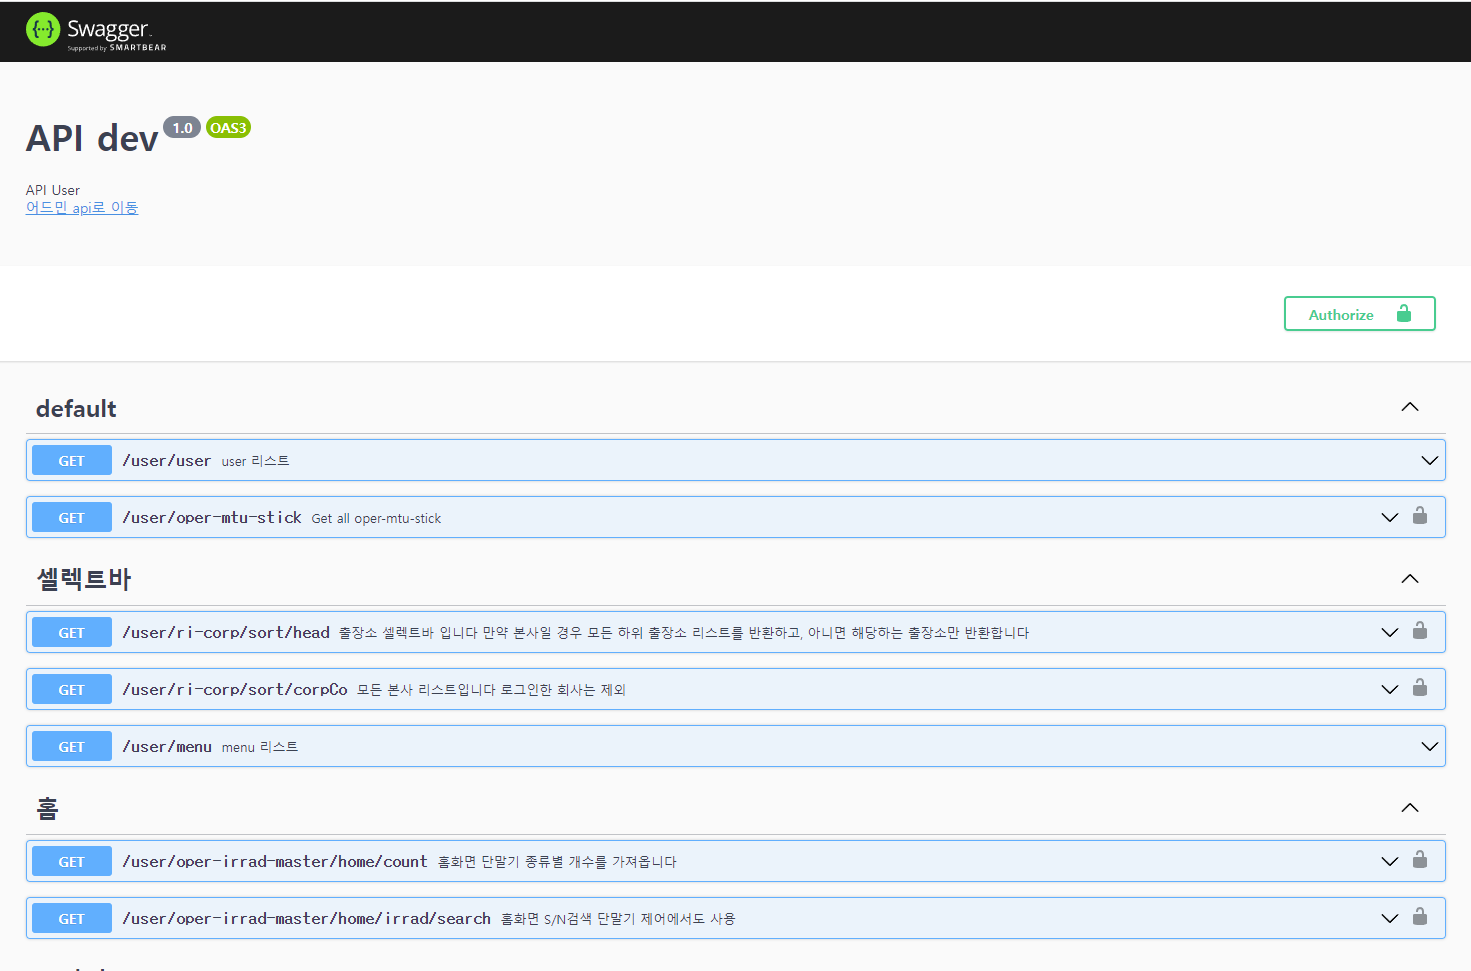 Swagger
Supported by SMARTBEAR
API dev 1.0 OAS3
API User
어드민 api로 이동
Authorize
default
GET /user/user user 리스트
GET /user/oper-mtu-stick Get all oper-mtu-stick
셀렉트바
GET /user/ri-corp/sort/head 출장소 셀렉트바 입니다 만약 본사일 경우 모든 하위 출장소 리스트를 반환하고, 아니면 해당하는 출장소만 반환합니다
GET /user/ri-corp/sort/corpCo 모든 본사 리스트입니다 로그인한 회사는 제외
GET /user/menu menu 리스트
홈
GET /user/oper-irrad-master/home/count 홈화면 단말기 종류별 개수를 가져옵니다
GET /user/oper-irrad-master/home/irrad/search 홈화면 S/N검색 단말기 제어에서도 사용